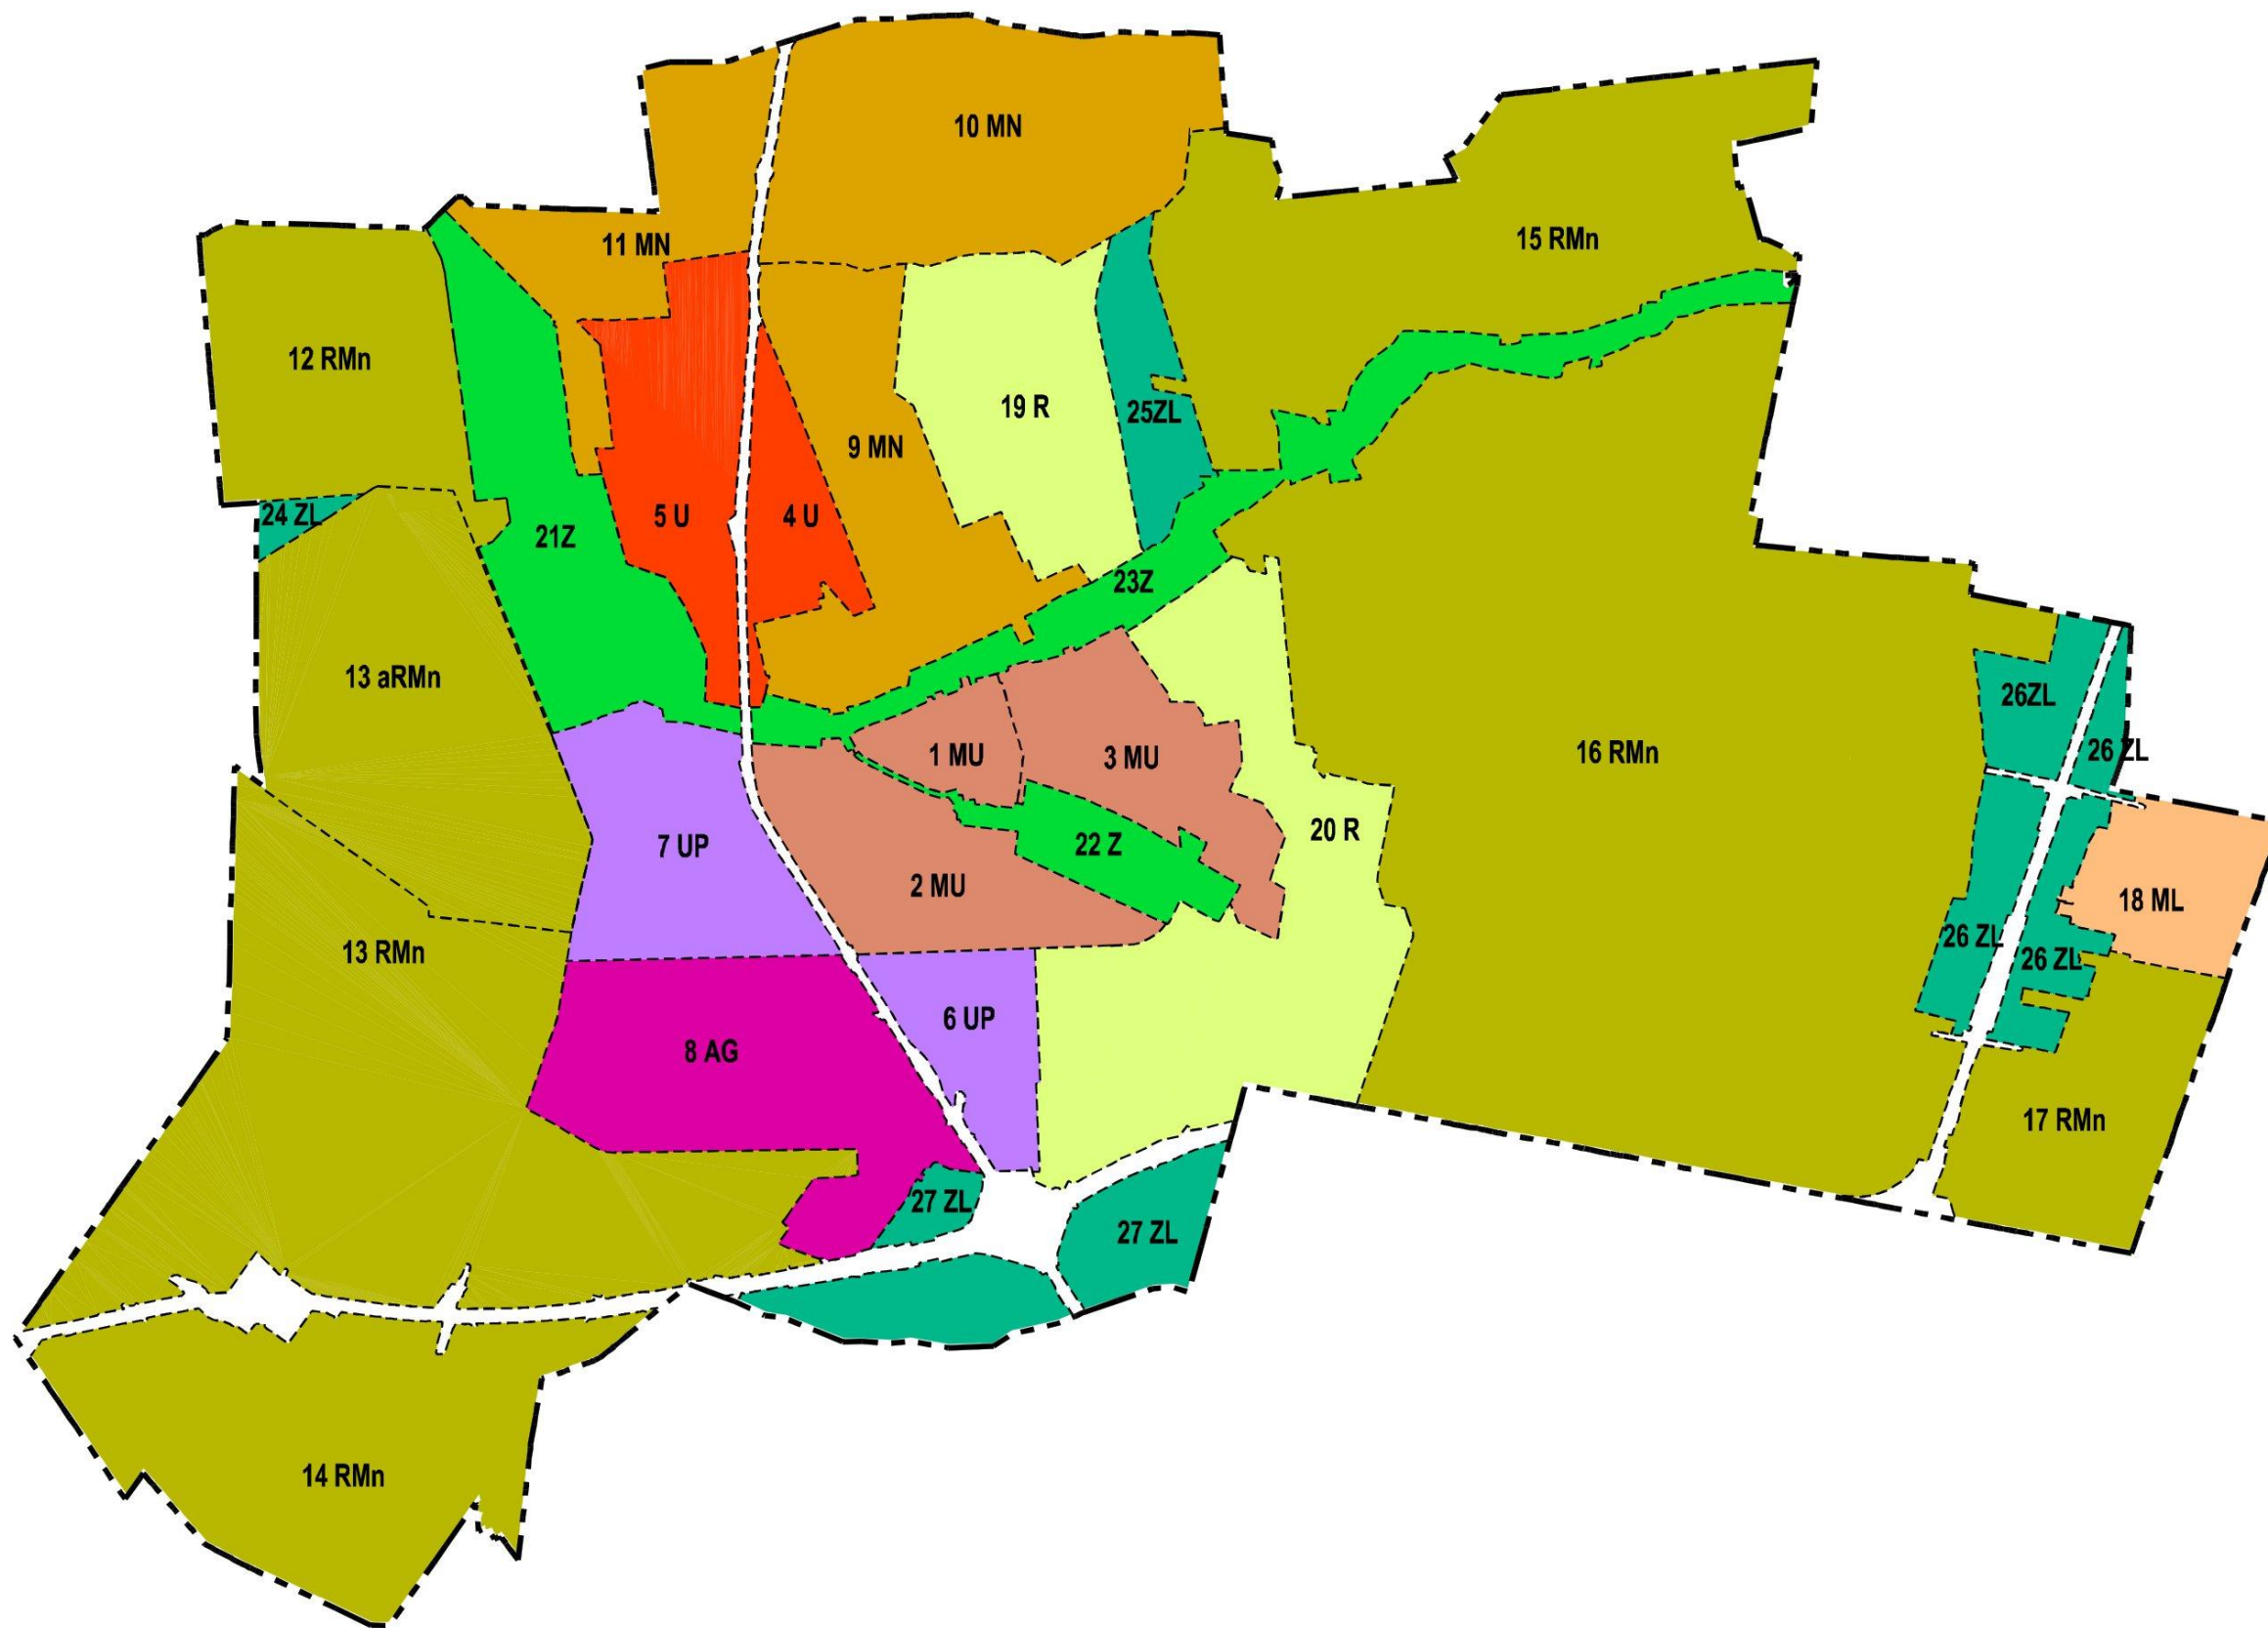 10 MN
11 MN
15 RMn
12 RMn
19 R
25ZL
9 MN
24 ZL
5 U
4 U
21Z
23Z
13 aRMn
26ZL
1 MU
3 MU
16 RMn
26 ZL
7 UP
22 Z
20 R
2 MU
18 ML
13 RMn
26 ZL
26 ZL
6 UP
8 AG
17 RMn
27 ZL
27 ZL
14 RMn